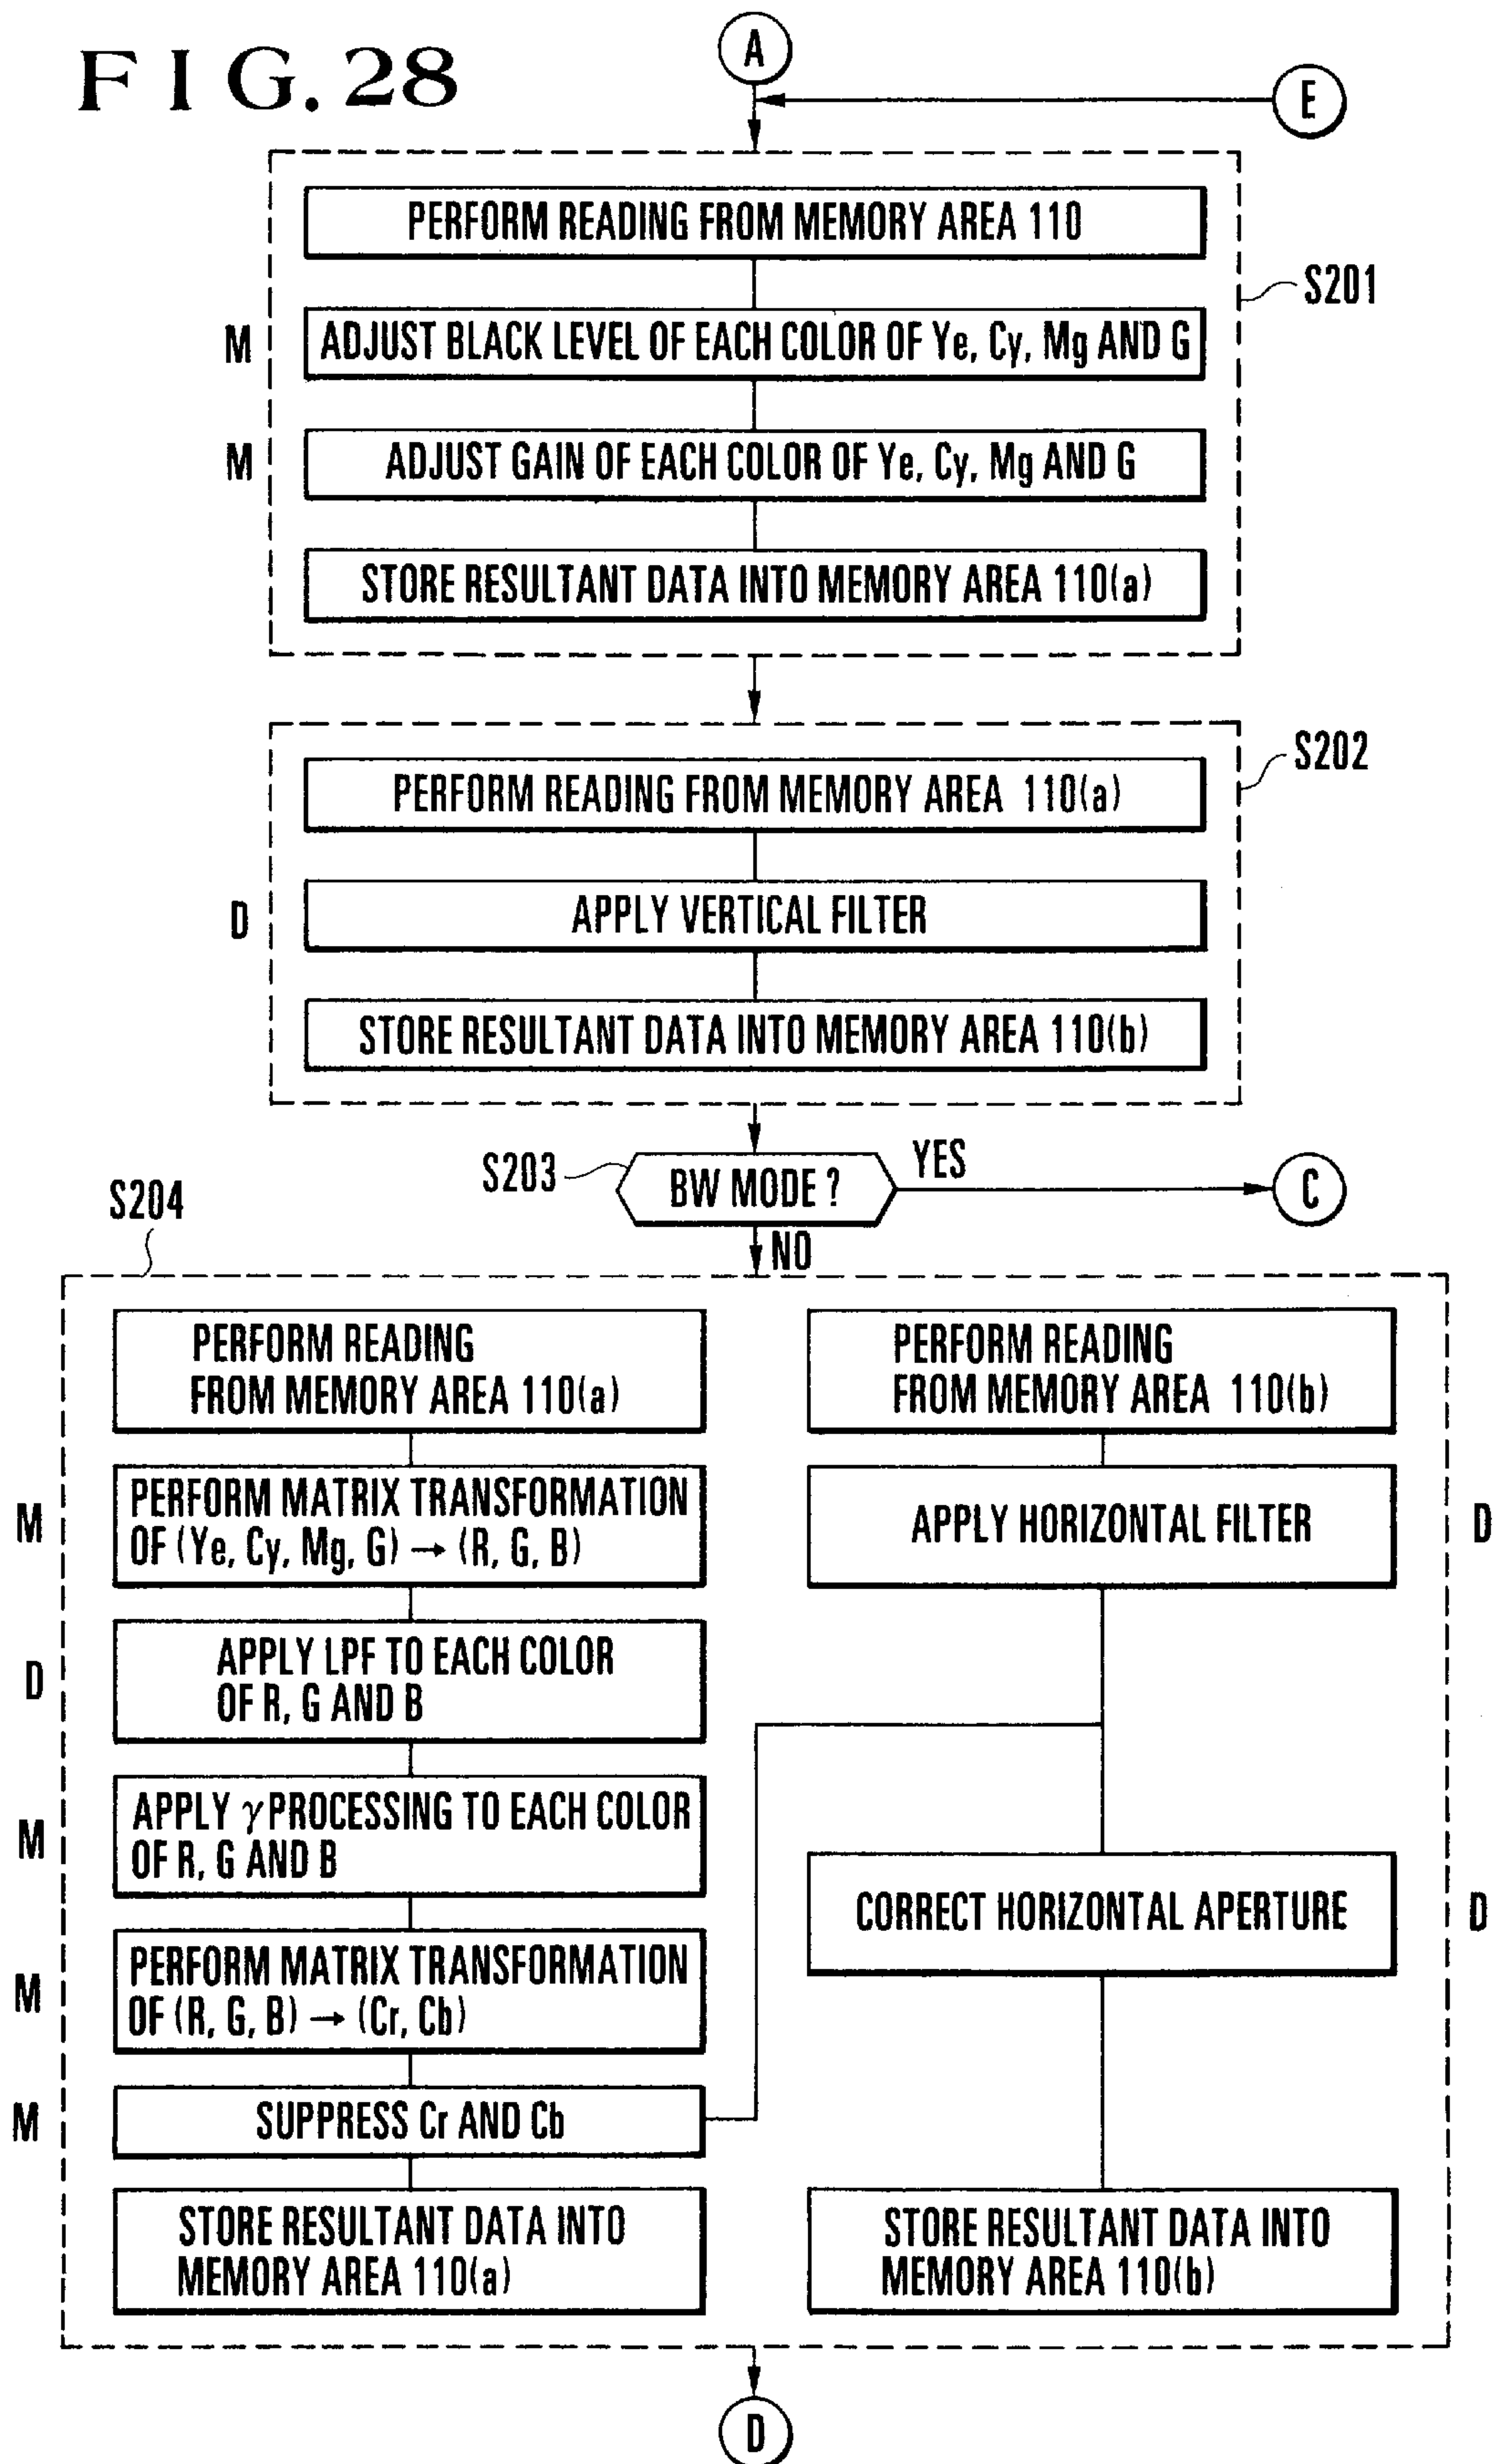 FIG. 28
A
E
PERFORM READING FROM MEMORY AREA 110
S201
M
ADJUST BLACK LEVEL OF EACH COLOR OF Ye, Cy, Mg AND G
M
ADJUST GAIN OF EACH COLOR OF Ye, Cy, Mg AND G
STORE RESULTANT DATA INTO MEMORY AREA 110(a)
S202
PERFORM READING FROM MEMORY AREA 110(a)
D
APPLY VERTICAL FILTER
STORE RESULTANT DATA INTO MEMORY AREA 110(b)
S203
BW MODE ?
YES
C
NO
S204
PERFORM READING
FROM MEMORY AREA 110(a)
M
PERFORM MATRIX TRANSFORMATION
OF (Ye, Cy, Mg, G) → (R, G, B)
D
APPLY LPF TO EACH COLOR
OF R, G AND B
M
APPLY γ PROCESSING TO EACH COLOR
OF R, G AND B
M
PERFORM MATRIX TRANSFORMATION
OF (R, G, B) → (Cr, Cb)
M
SUPPRESS Cr AND Cb
STORE RESULTANT DATA INTO
MEMORY AREA 110(a)
PERFORM READING
FROM MEMORY AREA 110(b)
APPLY HORIZONTAL FILTER
D
CORRECT HORIZONTAL APERTURE
D
STORE RESULTANT DATA INTO
MEMORY AREA 110(b)
D